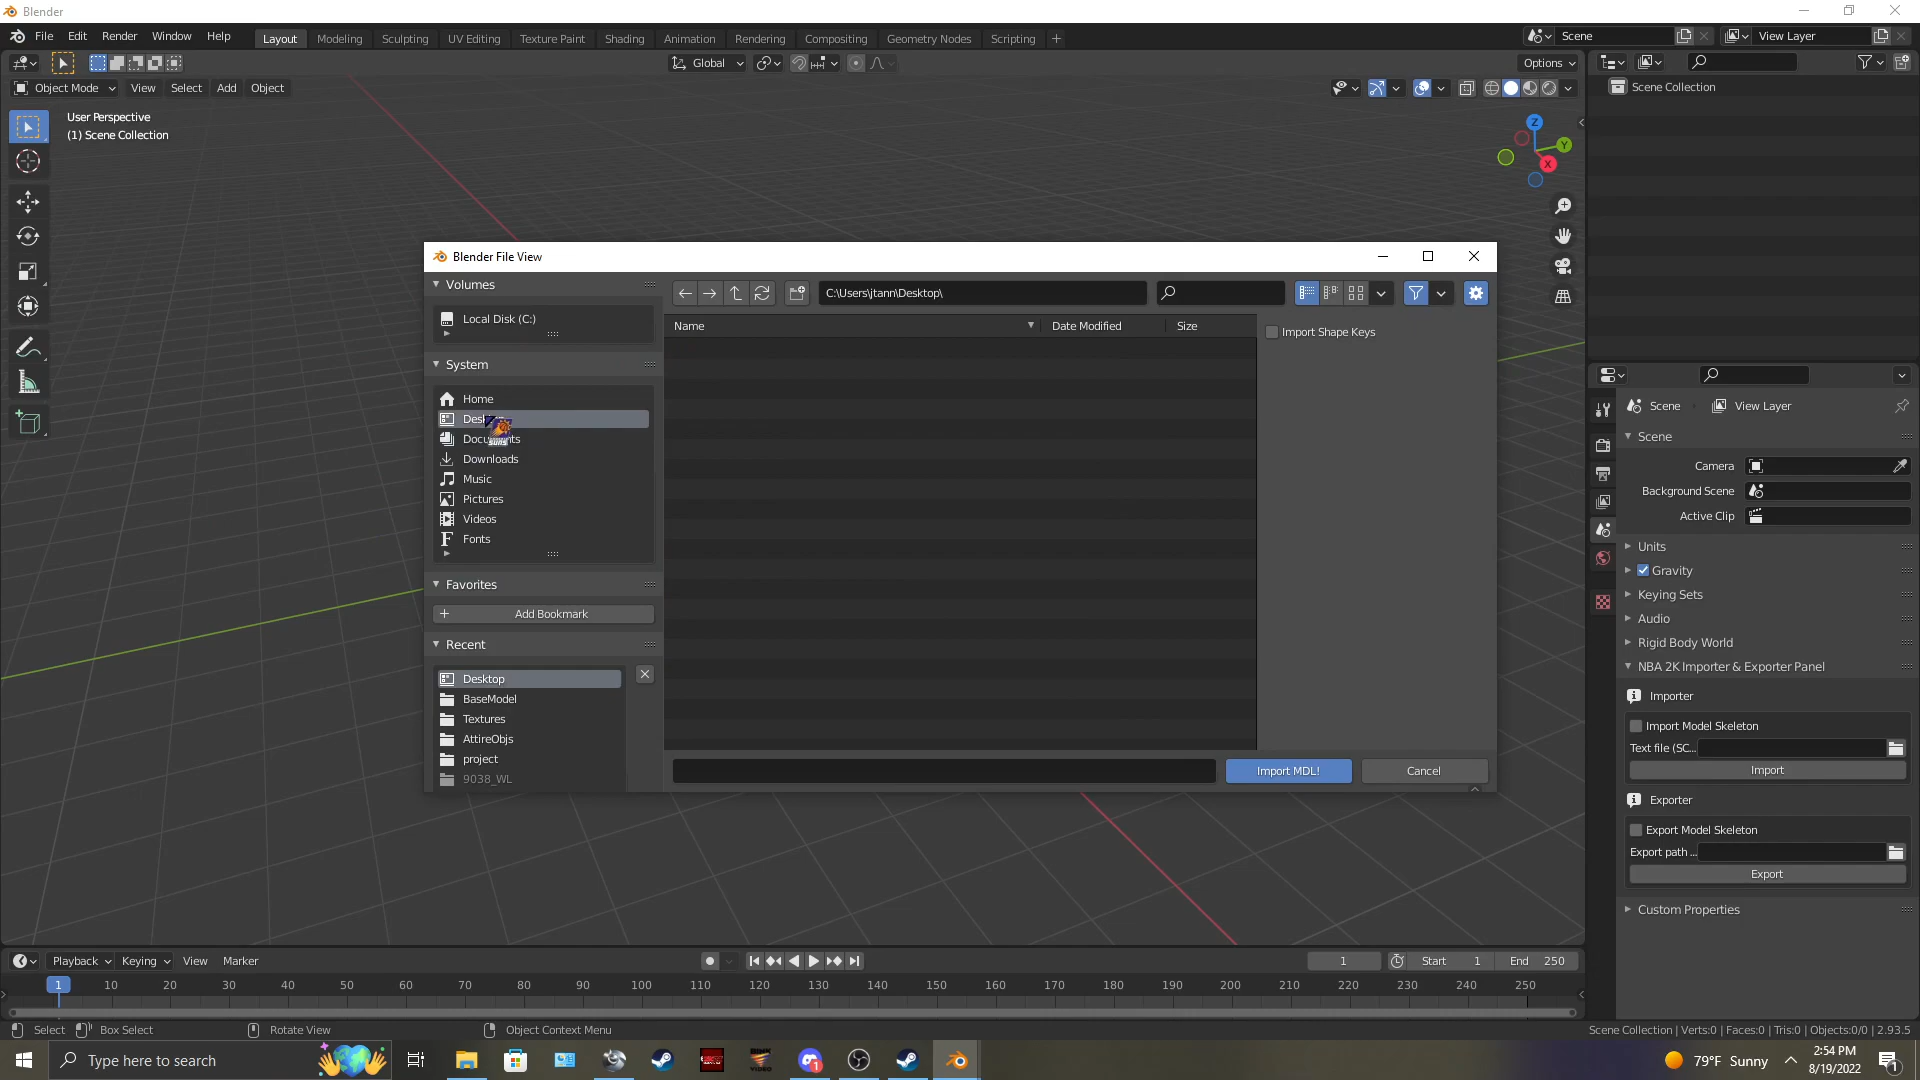 Blender
File Edit Render Window Help
Layout Modeling Sculpting UV Editing Texture Paint Shading Animation Rendering Compositing Geometry Nodes Scripting +
Scene
View Layer
Global
Options
Object Mode View Select Add Object
Scene Collection
User Perspective
(1) Scene Collection
Z
Y
X
Blender File View
Volumes
Local Disk (C:)
System
Home
Documents
Downloads
Music
Pictures
Videos
Fonts
Favorites
Add Bookmark
Recent
Desktop
BaseModel
Textures
AttireObjs
project
9038_WL
C:\Users\jtann\Desktop\
Name Date Modified Size
Import Shape Keys
Import MDL!
Cancel
Scene View Layer
Scene
Camera
Background Scene
Active Clip
Units
Gravity
Keying Sets
Audio
Rigid Body World
NBA 2K Importer & Exporter Panel
Importer
Import Model Skeleton
Text file (SC...
Import
Exporter
Export Model Skeleton
Export path ...
Export
Custom Properties
Playback Keying View Marker
1
Start 1
End 250
1 10 20 30 40 50 60 70 80 90 100 110 120 130 140 150 160 170 180 190 200 210 220 230 240 250
Select Box Select Rotate View Object Context Menu
Scene Collection | Verts:0 | Faces:0 | Tris:0 | Objects:0/0 | 2.93.5
Type here to search
1
79°F Sunny
2:54 PM
8/19/2022
1